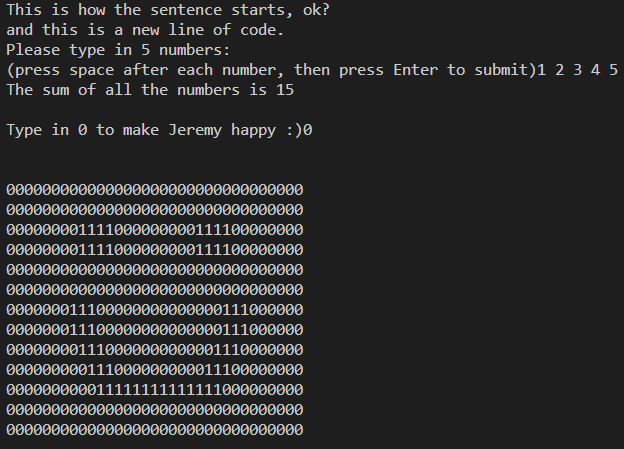 This is how the sentence starts, ok?
and this is a new line of code.
Please type in 5 numbers:
(press space after each number, then press Enter to submit)1 2 3 4 5
The sum of all the numbers is 15
Type in 0 to make Jeremy happy :)0
000000000000000000000000000000000
000000000000000000000000000000000
000000001111000000000111100000000
000000001111000000000111100000000
000000000000000000000000000000000
000000000000000000000000000000000
000000011100000000000000111000000
000000011100000000000000111000000
000000001110000000000001110000000
000000000111000000000011100000000
000000000011111111111111000000000
000000000000000000000000000000000
000000000000000000000000000000000